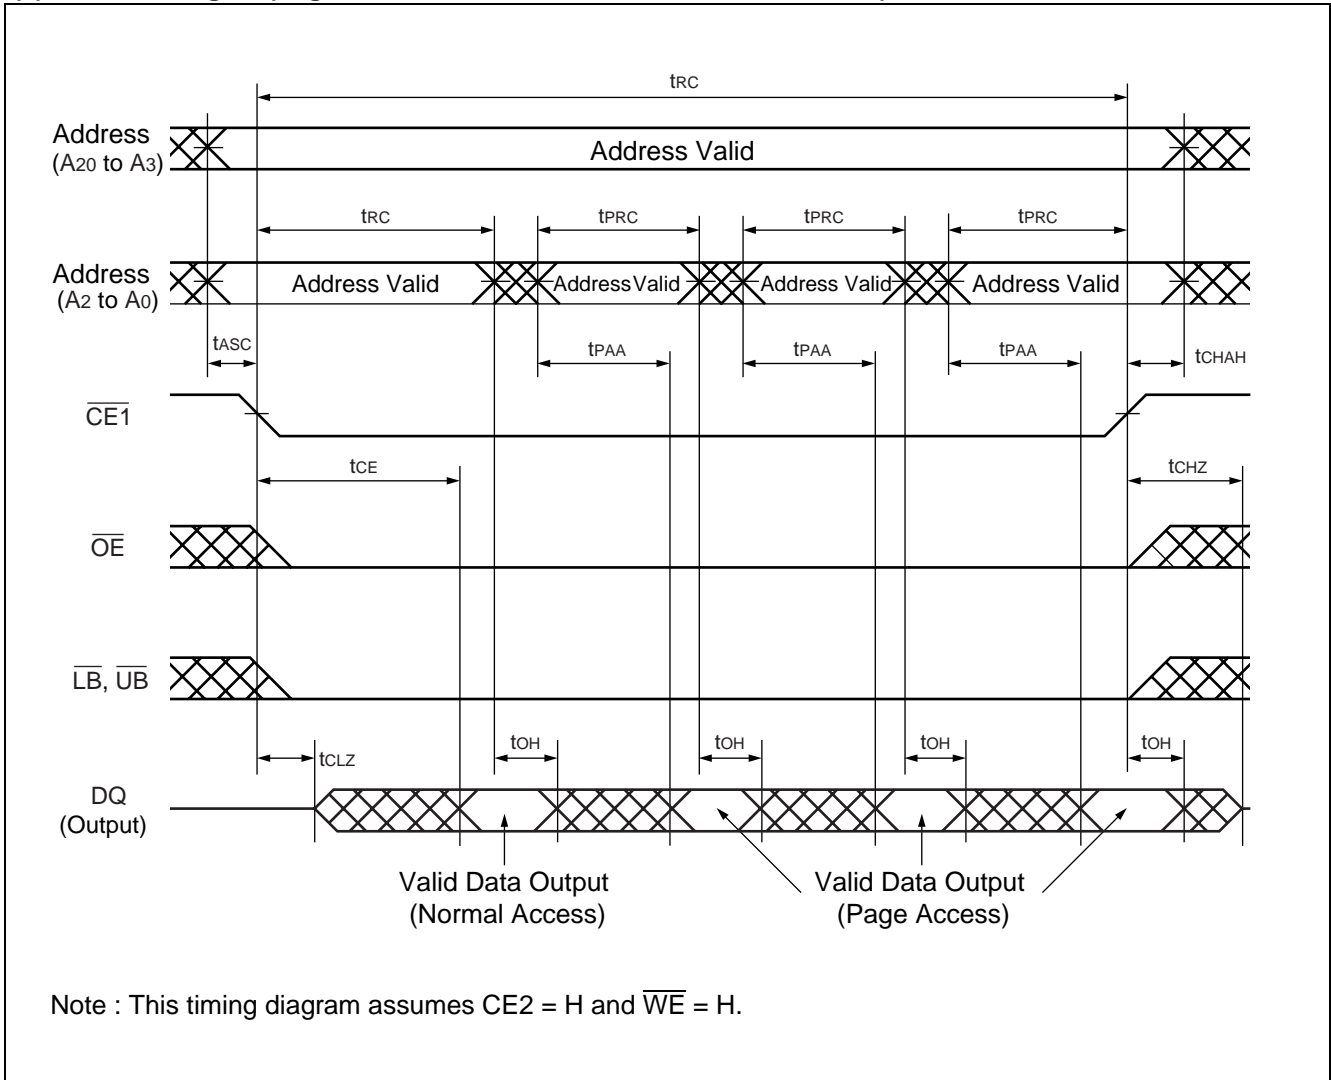 tRC
Address
(A20 to A3)
Address Valid
tRC
tPRC
tPRC
tPRC
Address
(A2 to A0)
Address Valid
Address Valid
Address Valid
Address Valid
tASC
tPAA
tPAA
tPAA
tCHAH
CE1
tCE
tCHZ
OE
LB, UB
tCLZ
tOH
tOH
tOH
tOH
DQ
(Output)
Valid Data Output
(Normal Access)
Valid Data Output
(Page Access)
Note : This timing diagram assumes CE2 = H and WE = H.